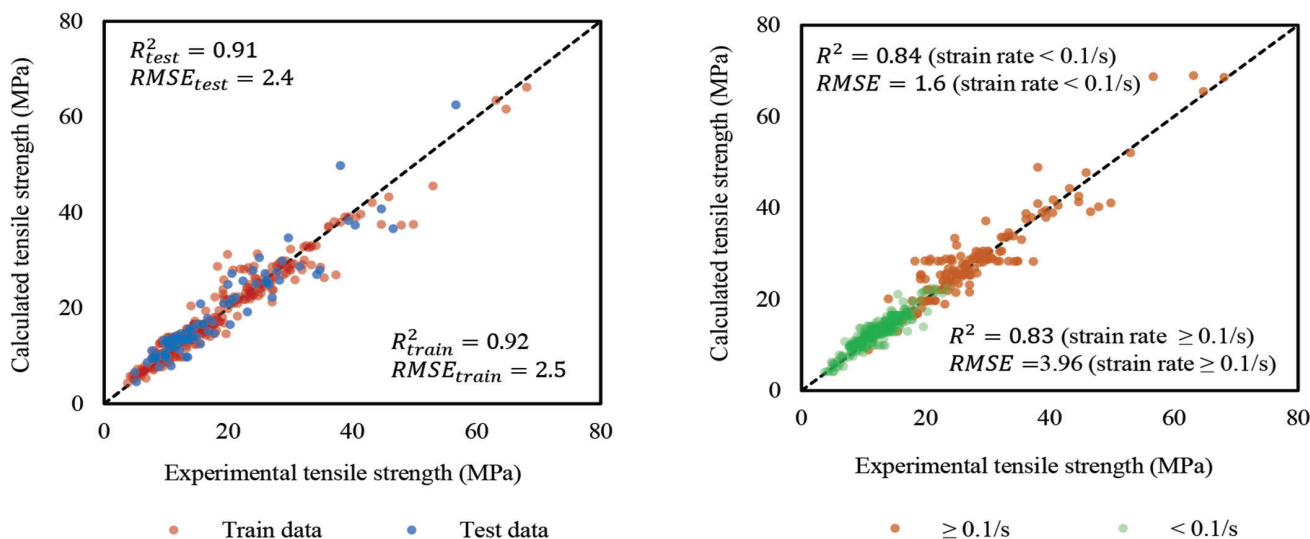 Calculated tensile strength (MPa)
80
60
40
20
0
R²test = 0.91
RMSEtest = 2.4
R²train = 0.92
RMSEtrain = 2.5
0 20 40 60 80
Experimental tensile strength (MPa)
Train data Test data
Calculated tensile strength (MPa)
80
60
40
20
0
R² = 0.84 (strain rate < 0.1/s)
RMSE = 1.6 (strain rate < 0.1/s)
R² = 0.83 (strain rate ≥ 0.1/s)
RMSE =3.96 (strain rate ≥ 0.1/s)
0 20 40 60 80
Experimental tensile strength (MPa)
≥ 0.1/s < 0.1/s